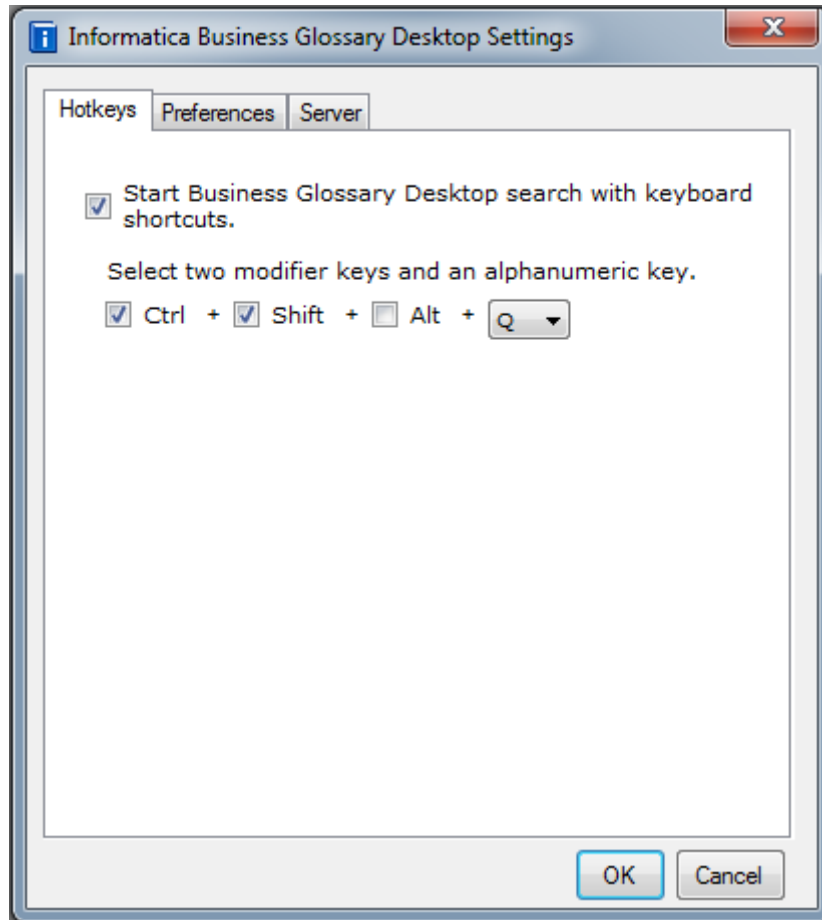 Informatica Business Glossary Desktop Settings
Hotkeys Preferences Server
Start Business Glossary Desktop search with keyboard
shortcuts.
Select two modifier keys and an alphanumeric key.
Ctrl + Shift + Alt + Q
OK Cancel